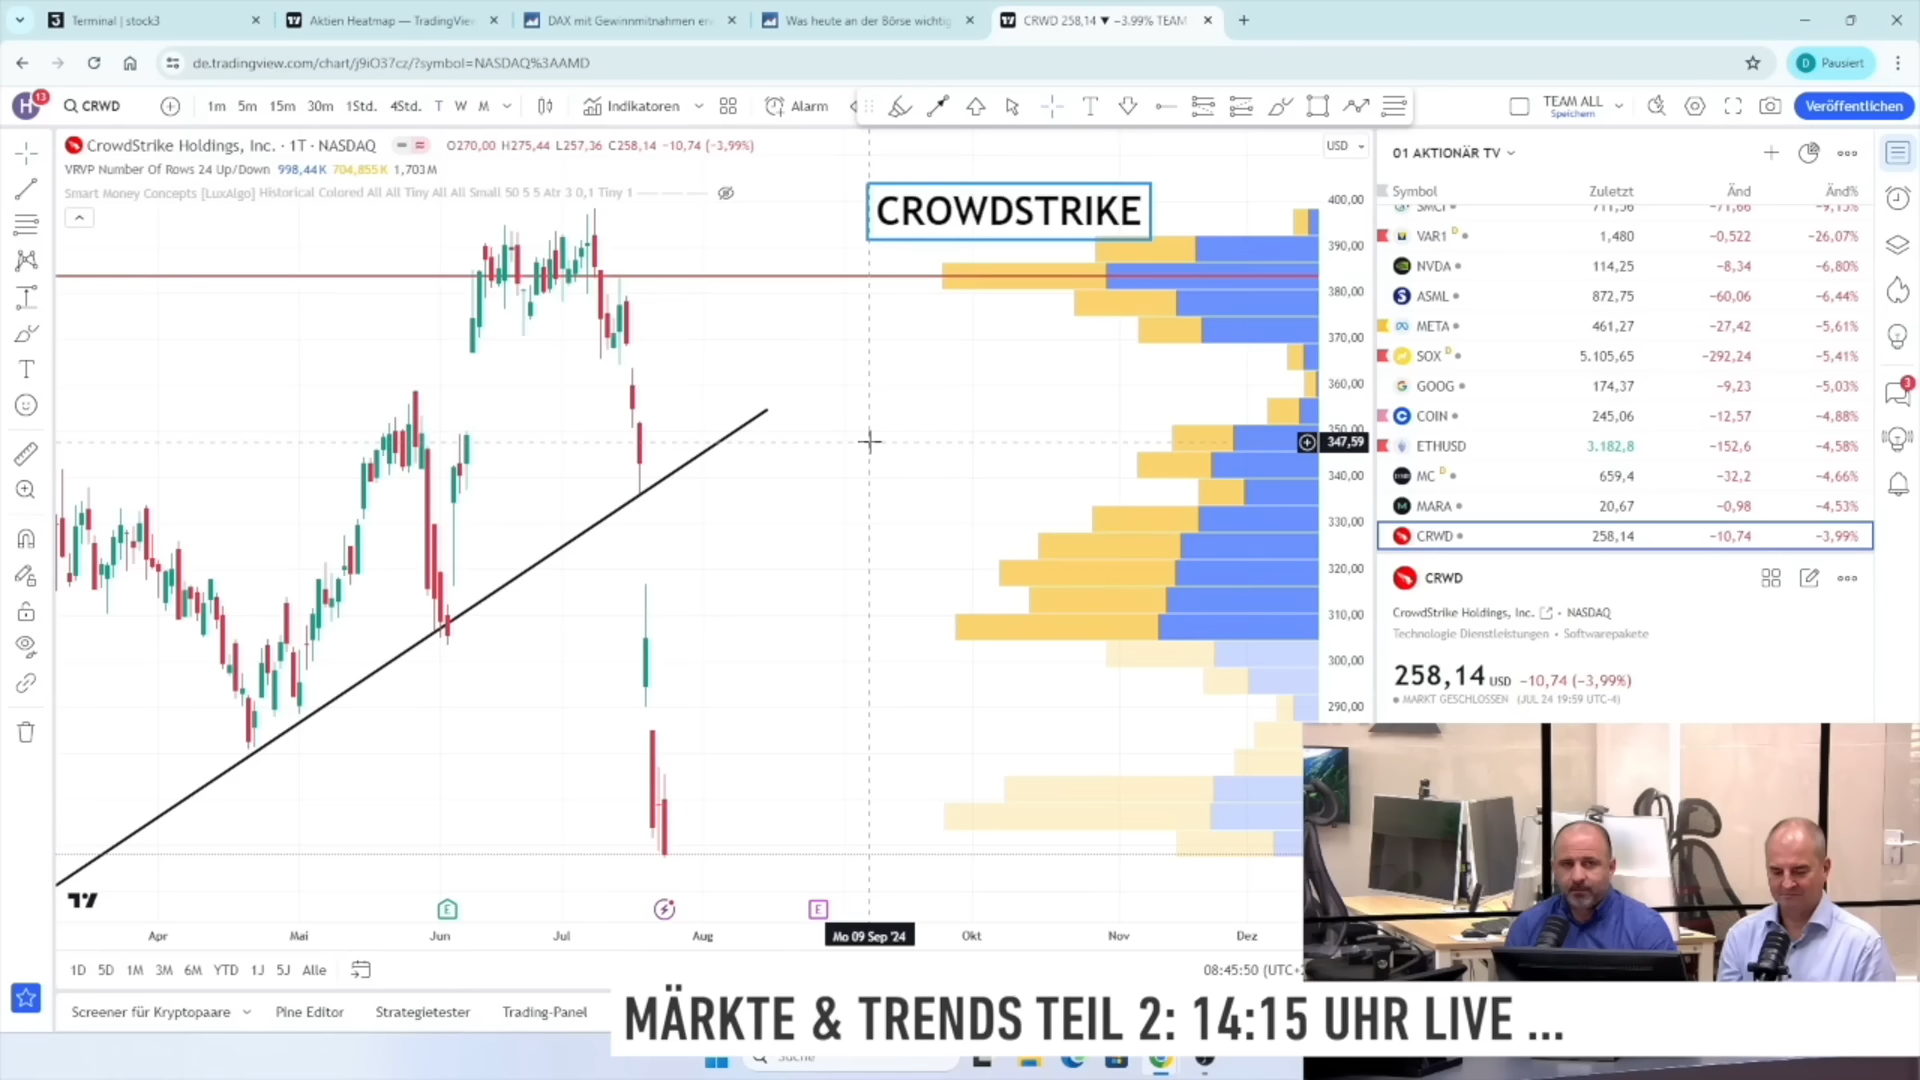 Terminal | stock3
Aktien Heatmap — TradingView
DAX mit Gewinnmitnahmen er
Was heute an der Börse wichtig
CRWD 258,14 ▼ −3.99% TEAM
de.tradingview.com/chart/j9iO37cz/?symbol=NASDAQ%3AAMD
D Pausiert
H 13
CRWD
1m 5m 15m 30m 1Std. 4Std. T W M
Indikatoren
Alarm
TEAM ALL
Speichern
Veröffentlichen
CrowdStrike Holdings, Inc. · 1T · NASDAQ
O270,00 H275,44 L257,36 C258,14 −10,74 (−3,99%)
VRVP Number Of Rows 24 Up/Down 998,44K 704,855K 1,703M
Smart Money Concepts [LuxAlgo] Historical Colored All All Tiny All All Small 50 5 5 Atr 3 0,1 Tiny 1
CROWDSTRIKE
USD
400,00
390,00
380,00
370,00
360,00
350,00
347,59
340,00
330,00
320,00
310,00
300,00
290,00
E
E
Apr Mai Jun Jul Aug Mo 09 Sep '24 Okt Nov Dez
1D 5D 1M 3M 6M YTD 1J 5J Alle
08:45:50 (UTC+
Screener für Kryptopaare
Pine Editor
Strategietester
Trading-Panel
01 AKTIONÄR TV
Symbol Zuletzt Änd Änd%
SMCI 711,56 −71,66 −9,15%
VAR1 D 1,480 −0,522 −26,07%
NVDA 114,25 −8,34 −6,80%
ASML 872,75 −60,06 −6,44%
META 461,27 −27,42 −5,61%
SOX D 5.105,65 −292,24 −5,41%
GOOG 174,37 −9,23 −5,03%
COIN 245,06 −12,57 −4,88%
ETHUSD 3.182,8 −152,6 −4,58%
MC D 659,4 −32,2 −4,66%
MARA 20,67 −0,98 −4,53%
CRWD 258,14 −10,74 −3,99%
3
CRWD
CrowdStrike Holdings, Inc. • NASDAQ
Technologie Dienstleistungen • Softwarepakete
258,14 USD −10,74 (−3,99%)
MARKT GESCHLOSSEN (JUL 24 19:59 UTC-4)
MÄRKTE & TRENDS TEIL 2: 14:15 UHR LIVE ...
Suche